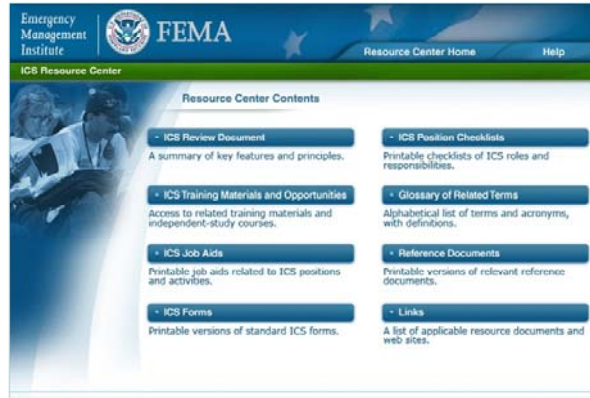 Emergency
Management
Institute
FEMA
Resource Center Home
Help
ICS Resource Center
Resource Center Contents
- ICS Review Document
A summary of key features and principles.
- ICS Training Materials and Opportunities
Access to related training materials and
independent-study courses.
- ICS Job Aids
Printable job aids related to ICS positions
and activities.
- ICS Forms
Printable versions of standard ICS forms.
- ICS Position Checklists
Printable checklists of ICS roles and
responsibilities.
- Glossary of Related Terms
Alphabetical list of terms and acronyms,
with definitions.
- Reference Documents
Printable versions of relevant reference
documents.
- Links
A list of applicable resource documents and
web sites.